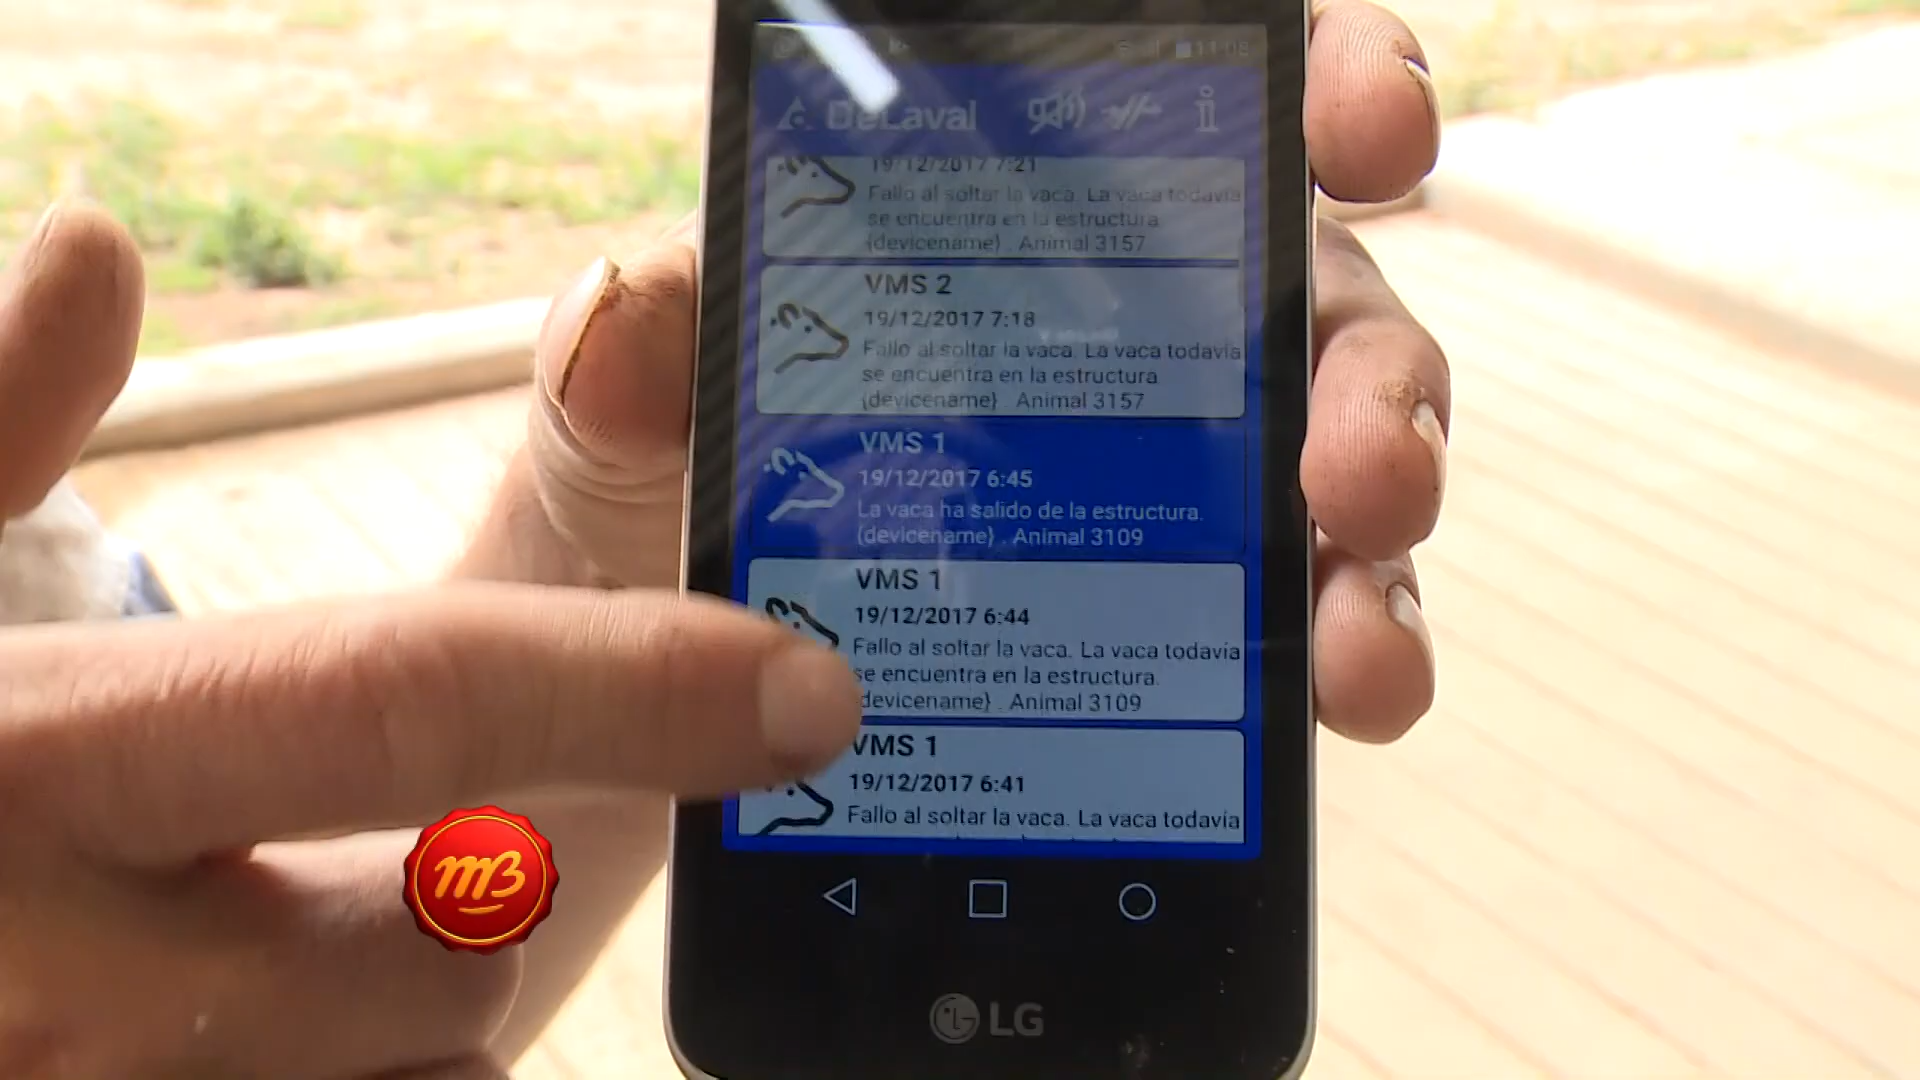 11:08
DeLaval
19/12/2017 7:21
Fallo al soltar la vaca. La vaca todavía
se encuentra en la estructura
{devicename} . Animal 3157
VMS 2
19/12/2017 7:18
Fallo al soltar la vaca. La vaca todavía
se encuentra en la estructura
{devicename} . Animal 3157
VMS 1
19/12/2017 6:45
La vaca ha salido de la estructura.
{devicename} . Animal 3109
VMS 1
19/12/2017 6:44
Fallo al soltar la vaca. La vaca todavía
se encuentra en la estructura.
devicename} . Animal 3109
VMS 1
19/12/2017 6:41
Fallo al soltar la vaca. La vaca todavía
mB
LG